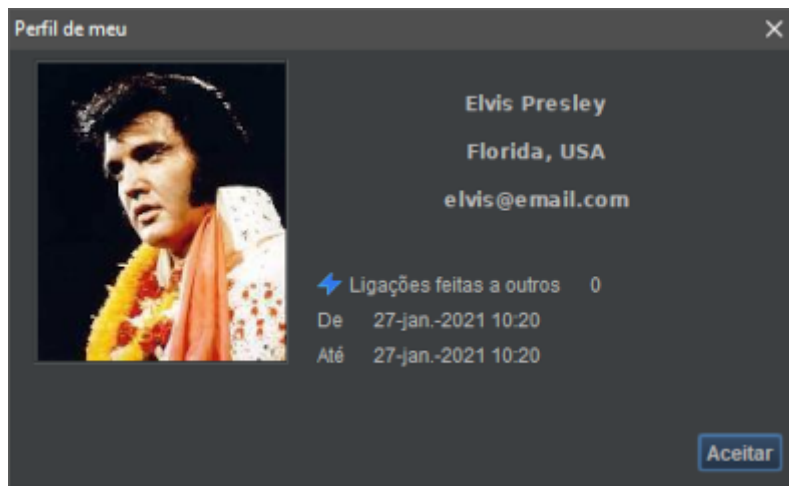 Perfil de meu
Elvis Presley
Florida, USA
elvis@email.com
Ligações feitas a outros 0
De 27-jan.-2021 10:20
Até 27-jan.-2021 10:20
Aceitar